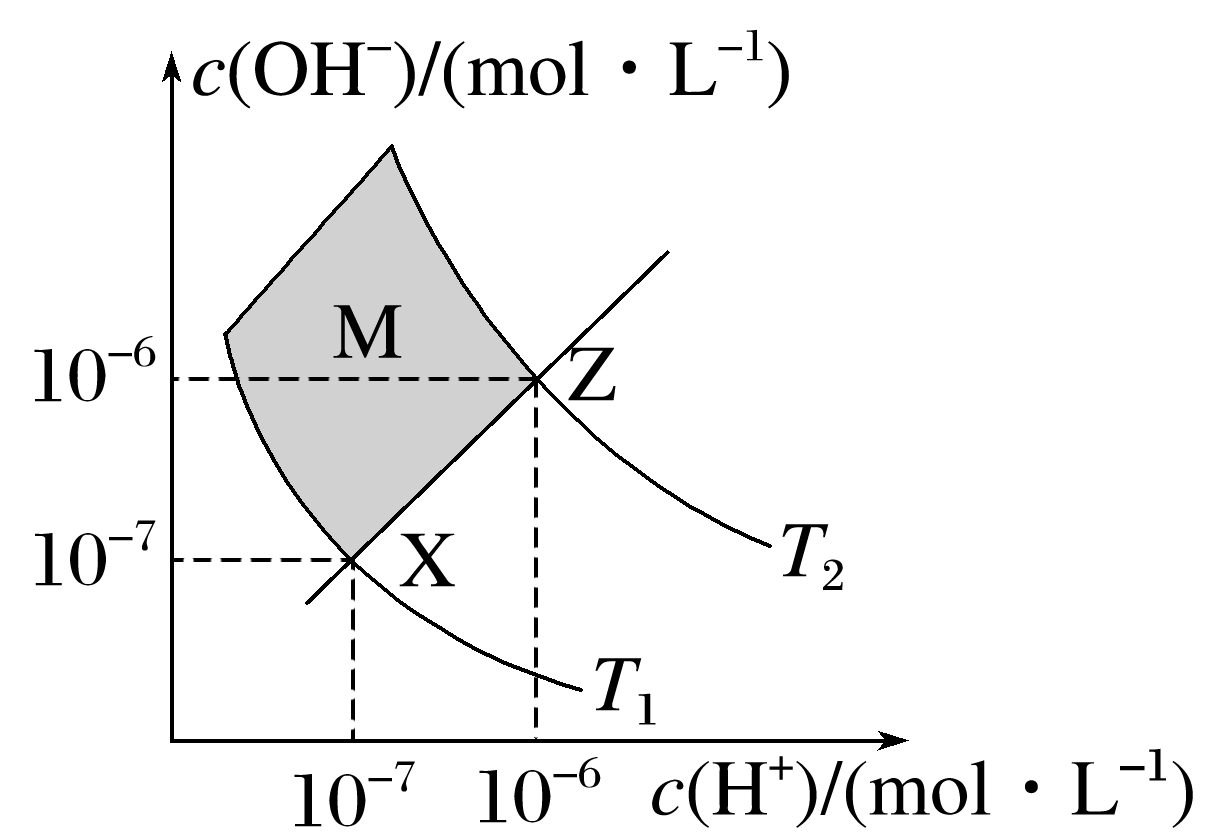 c(OH⁻)/(mol·L⁻¹)
M
10⁻⁶
Z
10⁻⁷
X
T₂
T₁
10⁻⁷ 10⁻⁶ c(H⁺)/(mol·L⁻¹)